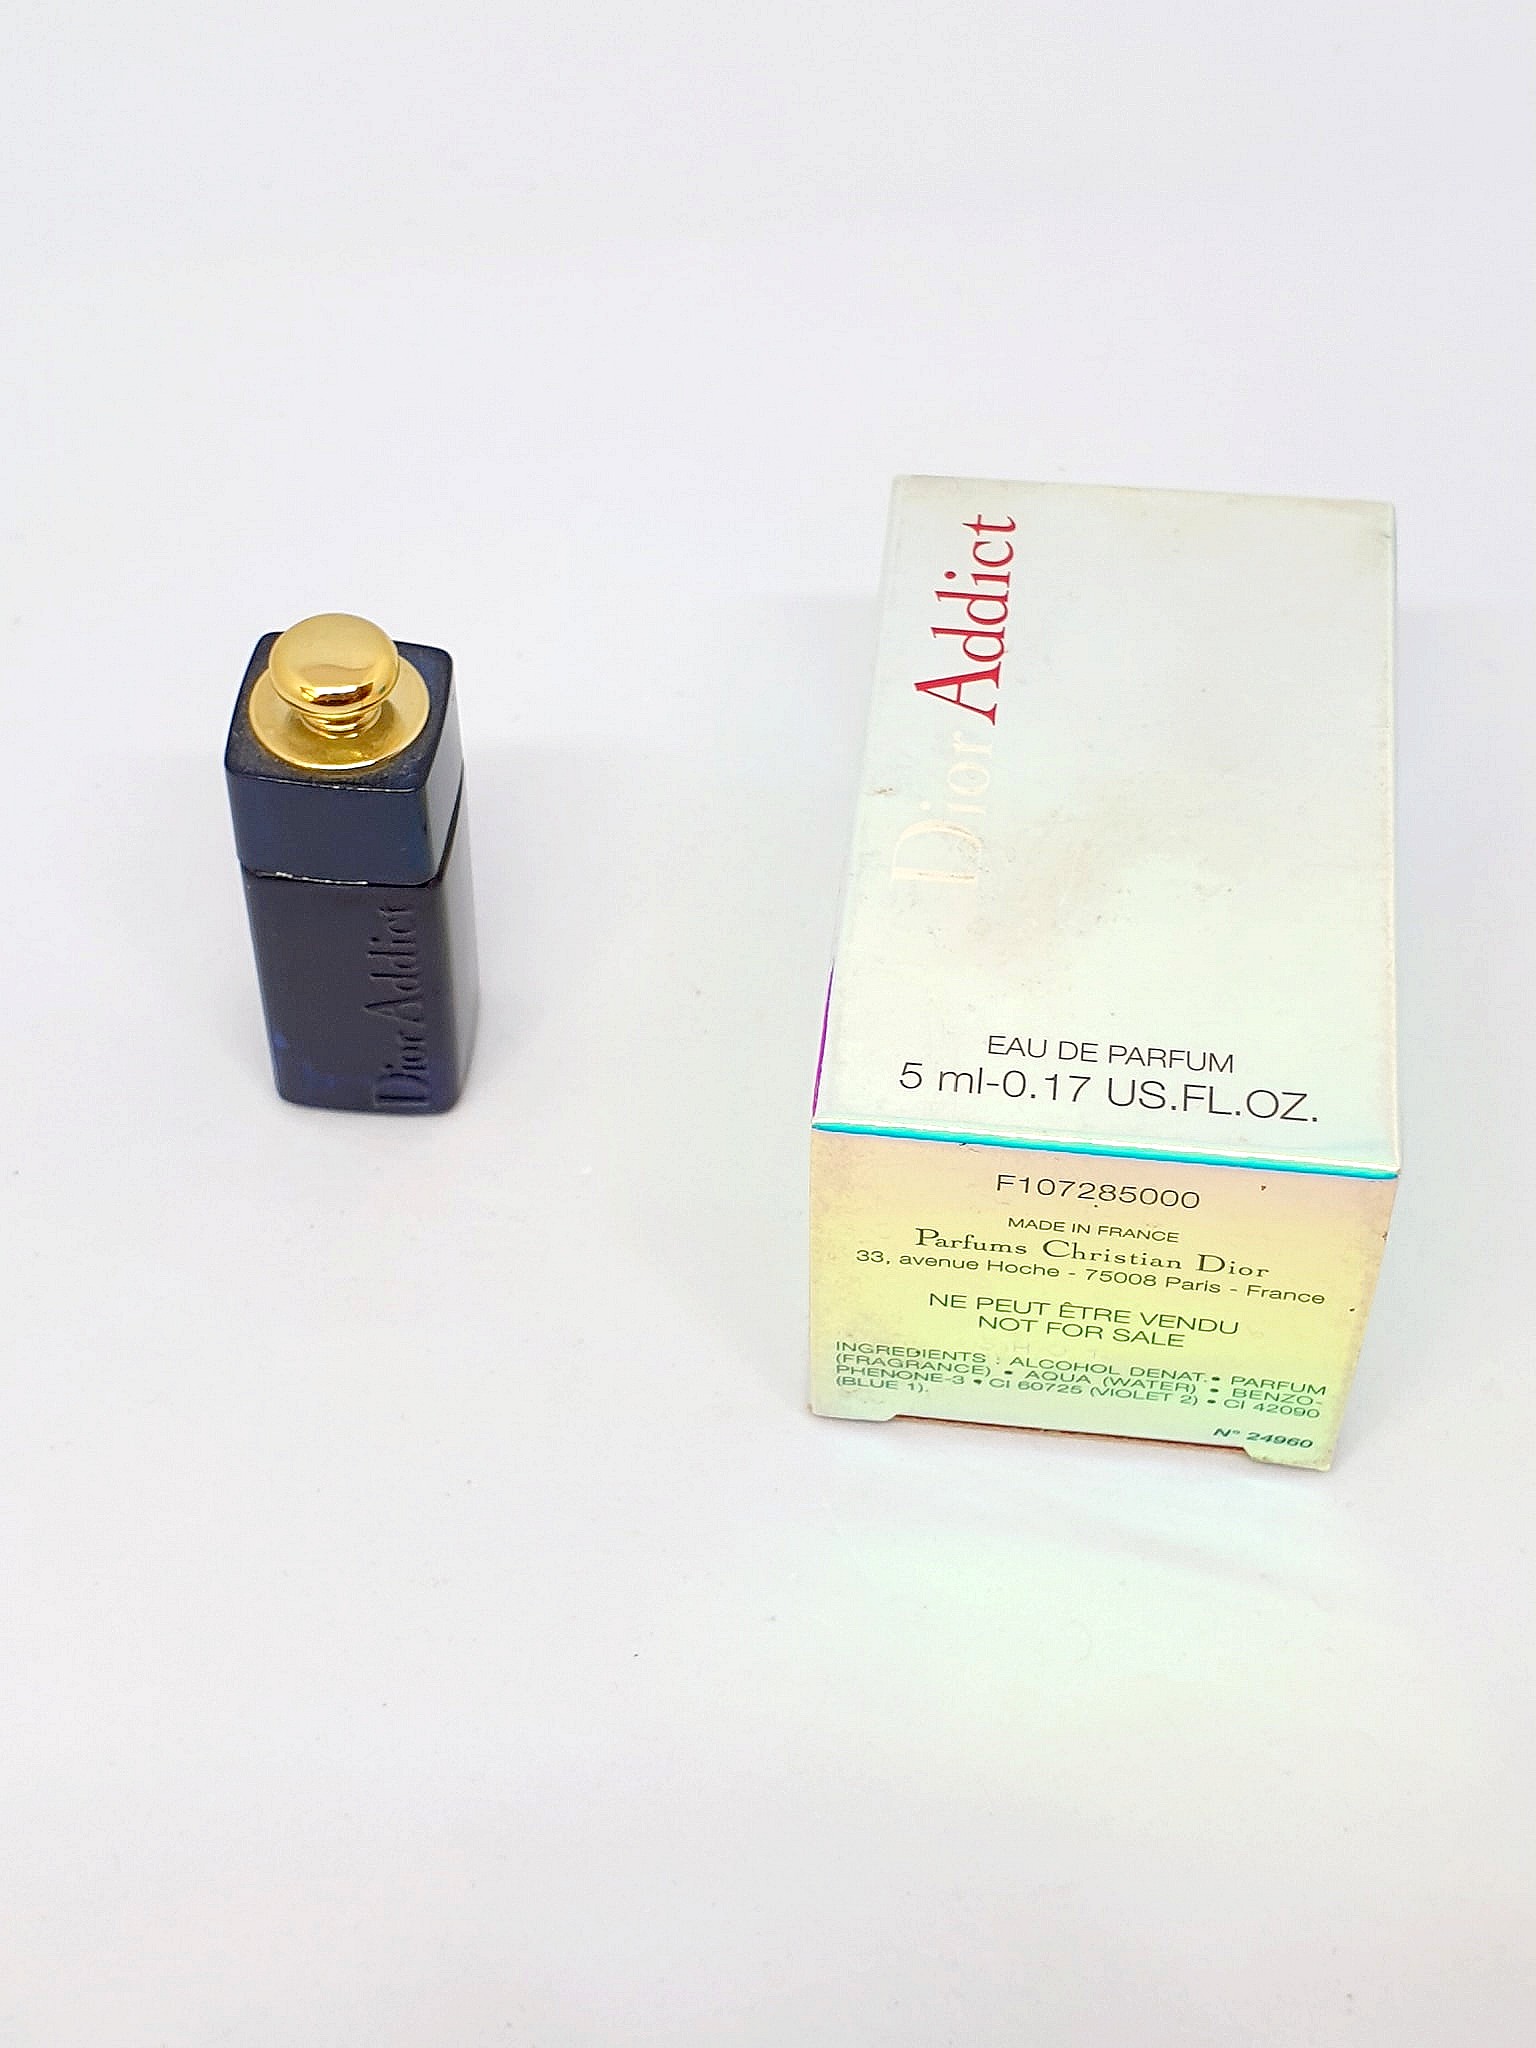 Dior Addict
Dior Addict
EAU DE PARFUM
5 ml-0.17 US.FL.OZ.
F107285000
MADE IN FRANCE
Parfums Christian Dior
33, avenue Hoche - 75008 Paris - France
NE PEUT ÊTRE VENDU
NOT FOR SALE
INGREDIENTS : ALCOHOL DENAT. • PARFUM
(FRAGRANCE) • AQUA (WATER) • BENZO-
PHENONE-3 • CI 60725 (VIOLET 2) • CI 42090
(BLUE 1).
N° 24960